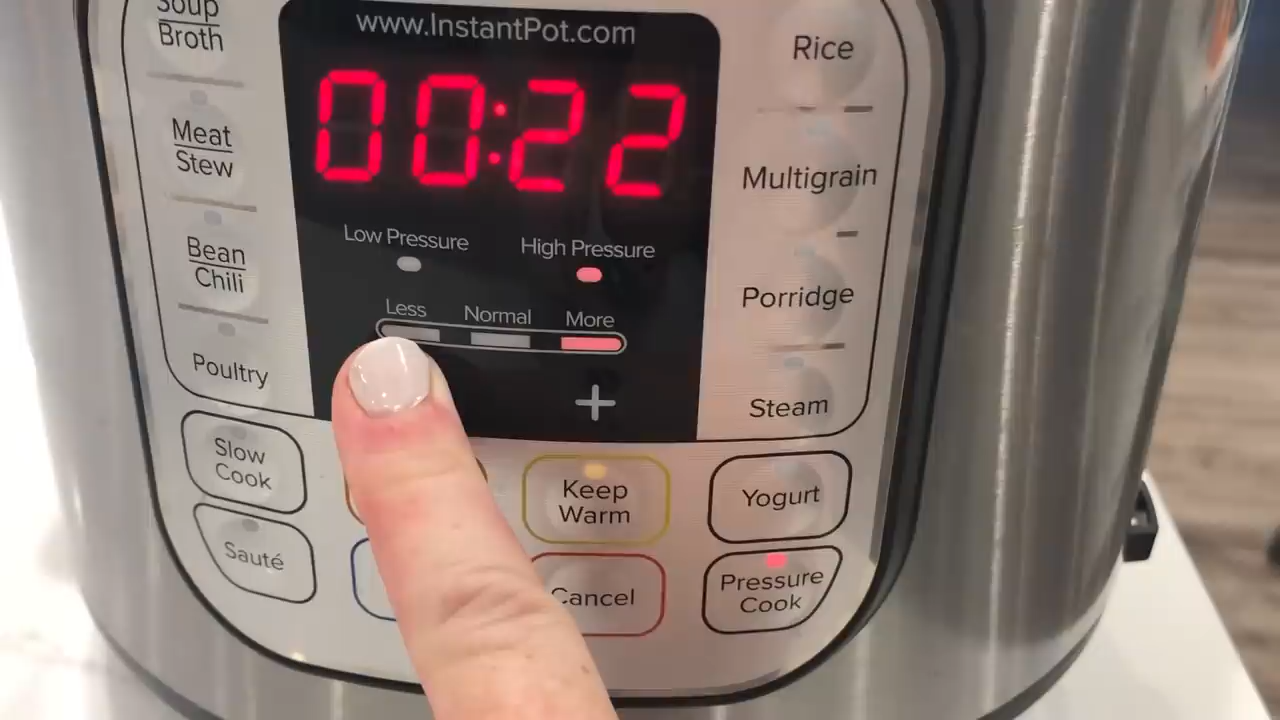 Soup
Broth
Meat
Stew
Bean
Chili
Poultry
www.InstantPot.com
00:22
Low Pressure
High Pressure
Less
Normal
More
+
Rice
Multigrain
Porridge
Steam
Slow
Cook
Keep
Warm
Yogurt
Sauté
Cancel
Pressure
Cook